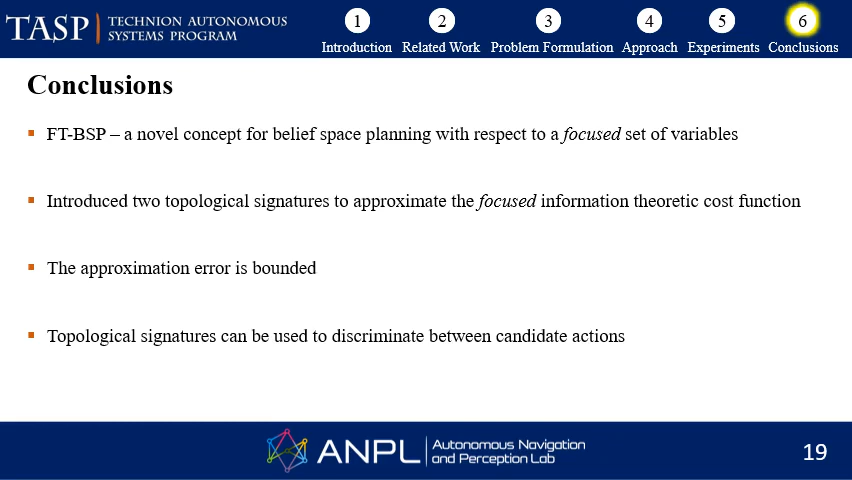 TASP | TECHNION AUTONOMOUS
SYSTEMS PROGRAM
1 2 3 4 5 6
Introduction Related Work Problem Formulation Approach Experiments Conclusions
Conclusions
▪ FT-BSP – a novel concept for belief space planning with respect to a focused set of variables
▪ Introduced two topological signatures to approximate the focused information theoretic cost function
▪ The approximation error is bounded
▪ Topological signatures can be used to discriminate between candidate actions
ANPL | Autonomous Navigation
and Perception Lab
19